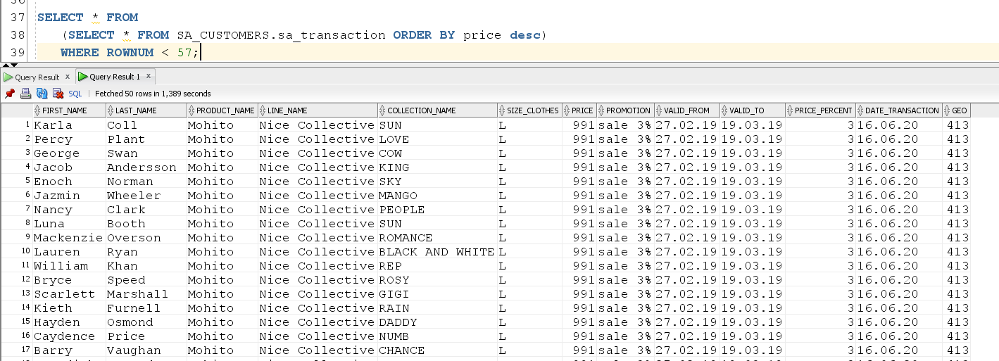 37 SELECT * FROM
38 (SELECT * FROM SA_CUSTOMERS.sa_transaction ORDER BY price desc)
39 WHERE ROWNUM < 57;
Query Result x Query Result 1 x
SQL | Fetched 50 rows in 1,389 seconds
FIRST_NAME LAST_NAME PRODUCT_NAME LINE_NAME COLLECTION_NAME SIZE_CLOTHES PRICE PROMOTION VALID_FROM VALID_TO PRICE_PERCENT DATE_TRANSACTION GEO
1 Karla Coll Mohito Nice Collective SUN L 991 sale 3% 27.02.19 19.03.19 3 16.06.20 413
2 Percy Plant Mohito Nice Collective LOVE L 991 sale 3% 27.02.19 19.03.19 3 16.06.20 413
3 George Swan Mohito Nice Collective COW L 991 sale 3% 27.02.19 19.03.19 3 16.06.20 413
4 Jacob Andersson Mohito Nice Collective KING L 991 sale 3% 27.02.19 19.03.19 3 16.06.20 413
5 Enoch Norman Mohito Nice Collective SKY L 991 sale 3% 27.02.19 19.03.19 3 16.06.20 413
6 Jazmin Wheeler Mohito Nice Collective MANGO L 991 sale 3% 27.02.19 19.03.19 3 16.06.20 413
7 Nancy Clark Mohito Nice Collective PEOPLE L 991 sale 3% 27.02.19 19.03.19 3 16.06.20 413
8 Luna Booth Mohito Nice Collective SUN L 991 sale 3% 27.02.19 19.03.19 3 16.06.20 413
9 Mackenzie Overson Mohito Nice Collective ROMANCE L 991 sale 3% 27.02.19 19.03.19 3 16.06.20 413
10 Lauren Ryan Mohito Nice Collective BLACK AND WHITE L 991 sale 3% 27.02.19 19.03.19 3 16.06.20 413
11 William Khan Mohito Nice Collective REP L 991 sale 3% 27.02.19 19.03.19 3 16.06.20 413
12 Bryce Speed Mohito Nice Collective ROSY L 991 sale 3% 27.02.19 19.03.19 3 16.06.20 413
13 Scarlett Marshall Mohito Nice Collective GIGI L 991 sale 3% 27.02.19 19.03.19 3 16.06.20 413
14 Kieth Furnell Mohito Nice Collective RAIN L 991 sale 3% 27.02.19 19.03.19 3 16.06.20 413
15 Hayden Osmond Mohito Nice Collective DADDY L 991 sale 3% 27.02.19 19.03.19 3 16.06.20 413
16 Caydence Price Mohito Nice Collective NUMB L 991 sale 3% 27.02.19 19.03.19 3 16.06.20 413
17 Barry Vaughan Mohito Nice Collective CHANCE L 991 sale 3% 27.02.19 19.03.19 3 16.06.20 413